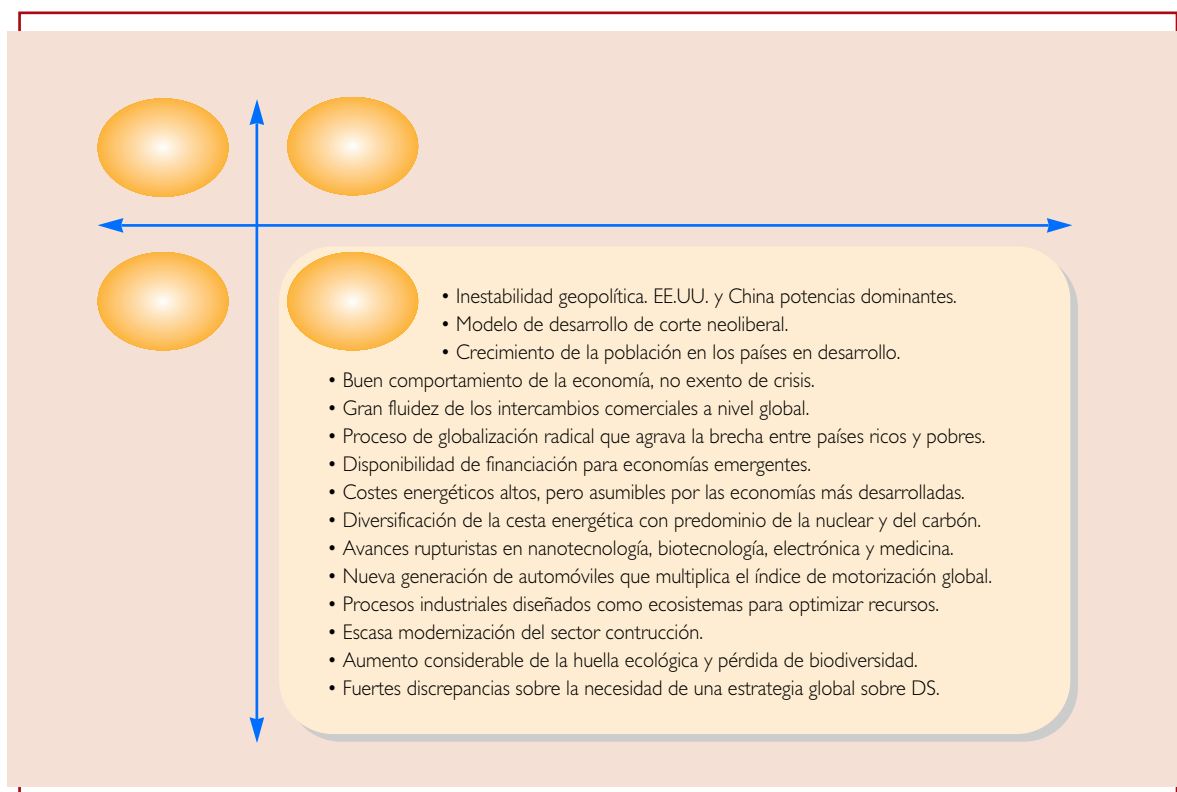 • Inestabilidad geopolítica. EE.UU. y China potencias dominantes.
• Modelo de desarrollo de corte neoliberal.
• Crecimiento de la población en los países en desarrollo.
• Buen comportamiento de la economía, no exento de crisis.
• Gran fluidez de los intercambios comerciales a nivel global.
• Proceso de globalización radical que agrava la brecha entre países ricos y pobres.
• Disponibilidad de financiación para economías emergentes.
• Costes energéticos altos, pero asumibles por las economías más desarrolladas.
• Diversificación de la cesta energética con predominio de la nuclear y del carbón.
• Avances rupturistas en nanotecnología, biotecnología, electrónica y medicina.
• Nueva generación de automóviles que multiplica el índice de motorización global.
• Procesos industriales diseñados como ecosistemas para optimizar recursos.
• Escasa modernización del sector contrucción.
• Aumento considerable de la huella ecológica y pérdida de biodiversidad.
• Fuertes discrepancias sobre la necesidad de una estrategia global sobre DS.